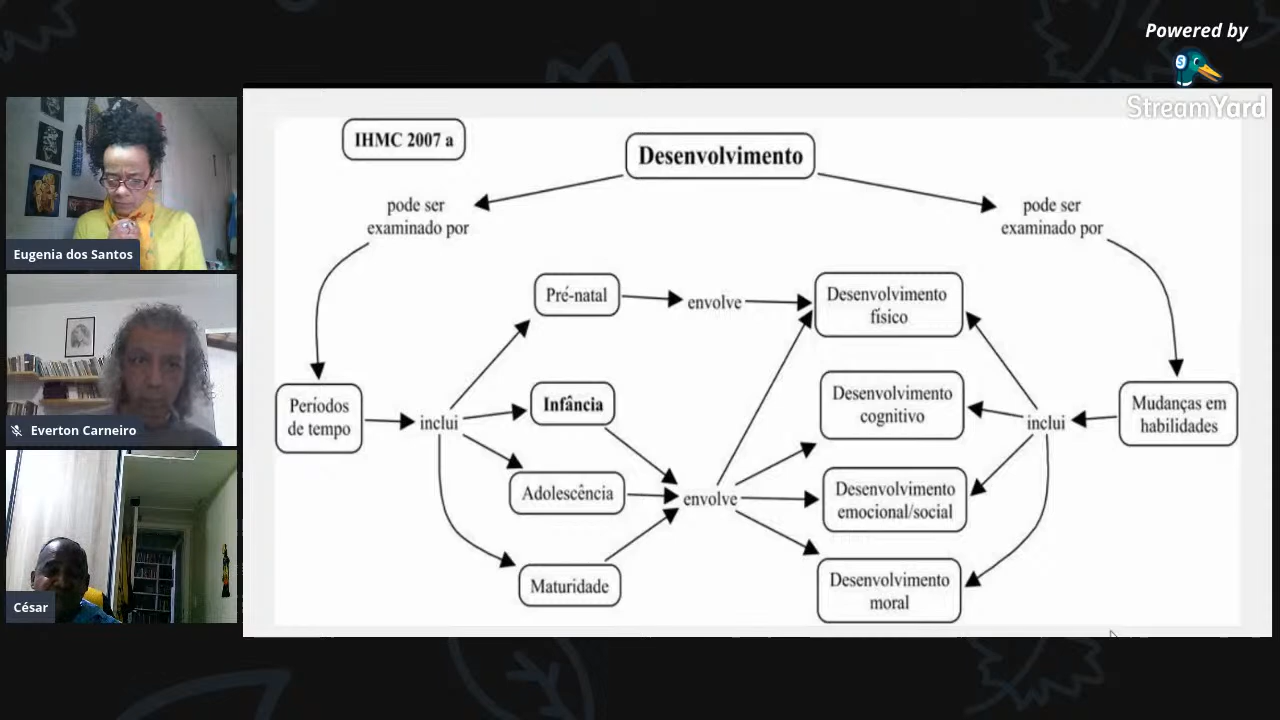 Powered by
StreamYard
Eugenia dos Santos
Everton Carneiro
César
IHMC 2007 a
Desenvolvimento
pode ser
examinado por
pode ser
examinado por
Pré-natal
envolve
Desenvolvimento
físico
Períodos
de tempo
inclui
Infância
Desenvolvimento
cognitivo
inclui
Mudanças em
habilidades
Adolescência
envolve
Desenvolvimento
emocional/social
Maturidade
Desenvolvimento
moral